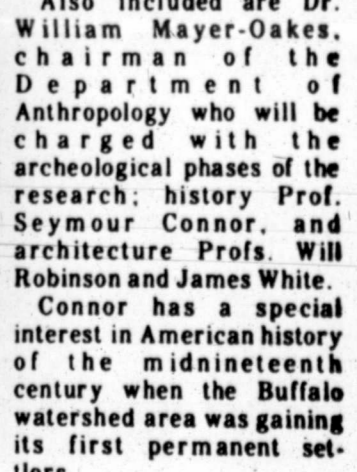 Also included are Dr.
William Mayer-Oakes,
chairman of the
Department of
Anthropology who will be
charged with the
archeological phases of the
research; history Prof.
Seymour Connor, and
architecture Profs. Will
Robinson and James White.
Connor has a special
interest in American history
of the midnineteenth
century when the Buffalo
watershed area was gaining
its first permanent set-
tlers